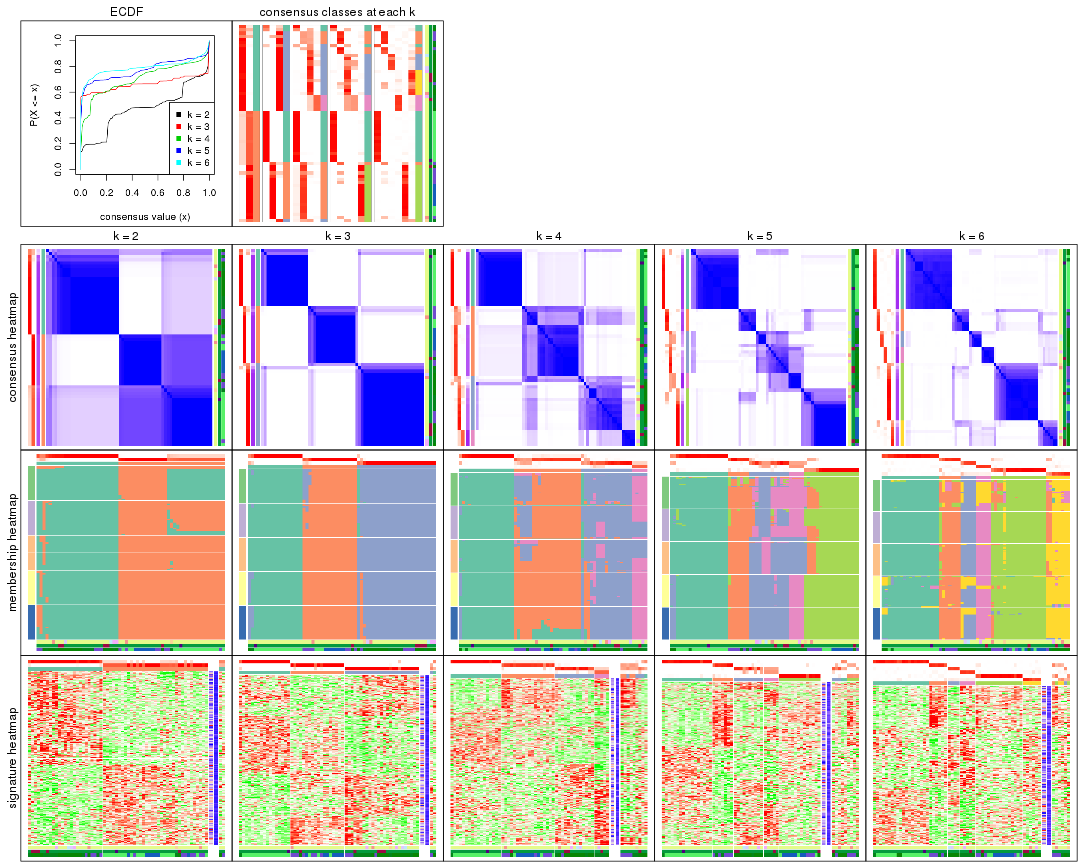 ECDF
consensus classes at each k
P(X <= x)
0.0 0.2 0.4 0.6 0.8 1.0
k = 2
k = 3
k = 4
k = 5
k = 6
0.0 0.2 0.4 0.6 0.8 1.0
consensus value (x)
k = 2
k = 3
k = 4
k = 5
k = 6
consensus heatmap
membership heatmap
signature heatmap